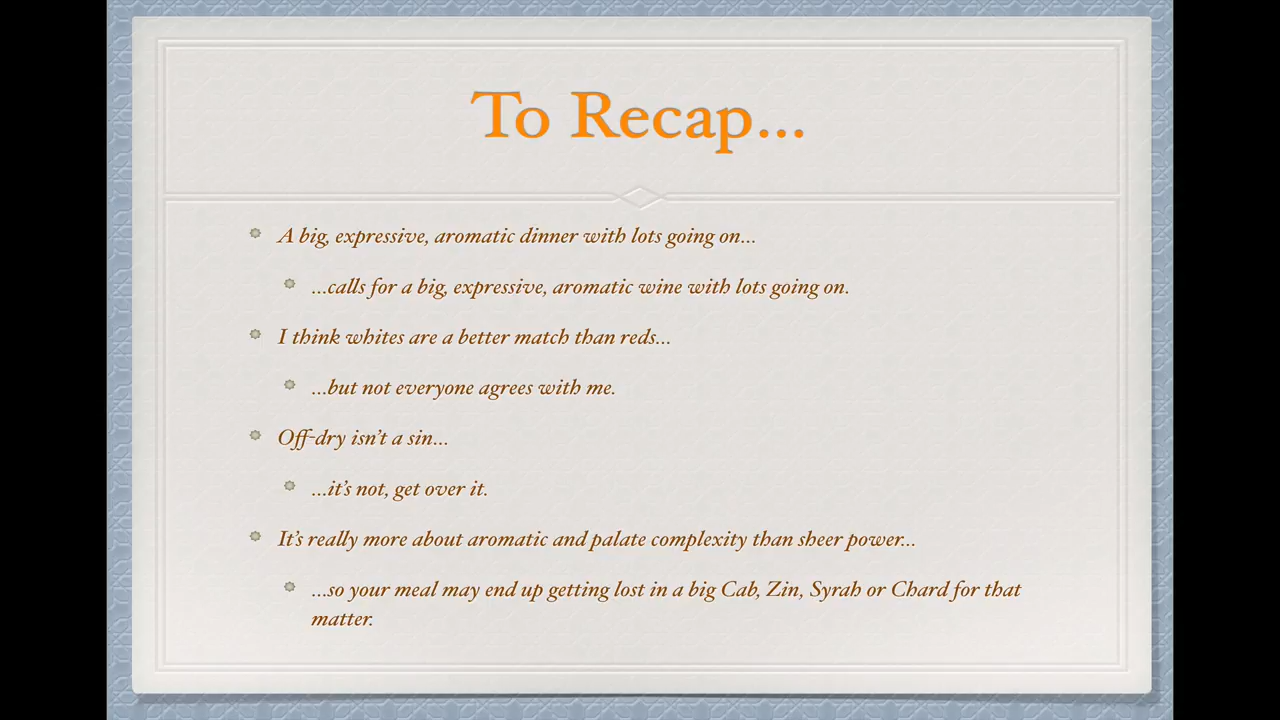 To Recap...
A big, expressive, aromatic dinner with lots going on...
...calls for a big, expressive, aromatic wine with lots going on.
I think whites are a better match than reds...
...but not everyone agrees with me.
Off-dry isn't a sin...
...it's not, get over it.
It's really more about aromatic and palate complexity than sheer power...
...so your meal may end up getting lost in a big Cab, Zin, Syrah or Chard for that
matter.